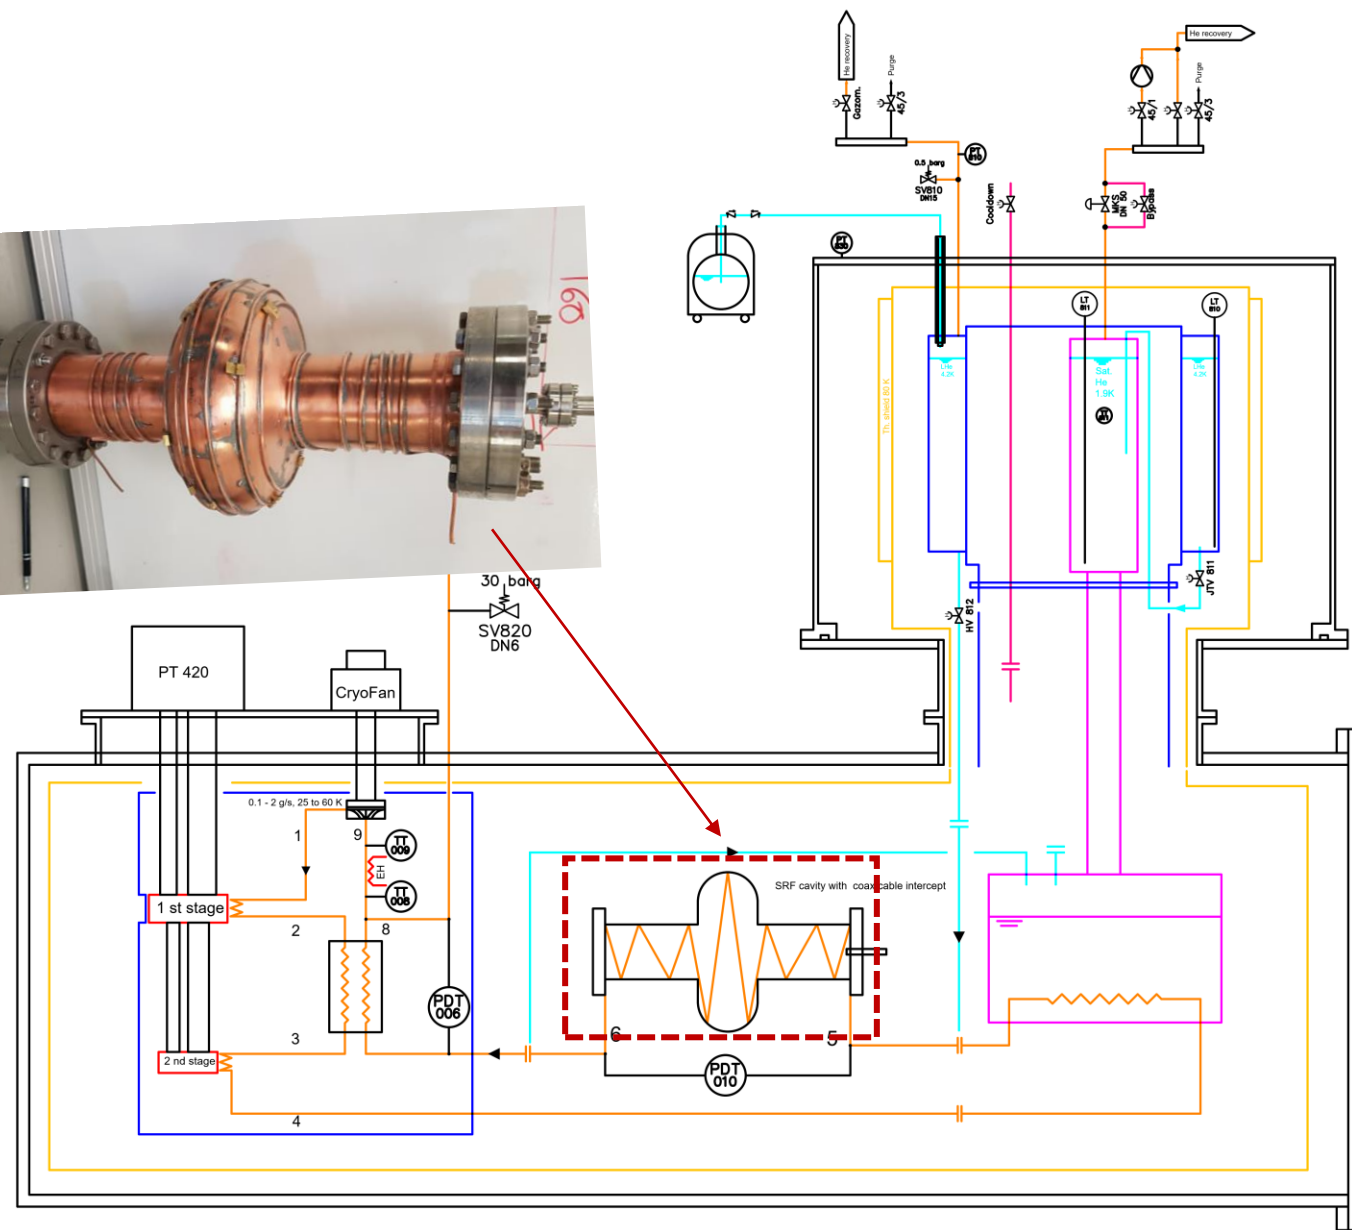 He recovery
Purge
Gazom.
45/3
He recovery
Purge
45/1
45/3
PT
810
0.5 barg
SV810
DN15
Cooldown
MKS
DN 50
Bypass
PT
830
LT
811
LT
810
LHe
4.2K
Sat.
He
1.9K
LHe
4.2K
Th. shield 80 K
160
30 barg
SV820
DN6
HV 812
JTV 811
PT 420
CryoFan
0.1 - 2 g/s, 25 to 60 K
1
9
TT
009
EH
TT
008
1 st stage
2
8
SRF cavity with coax cable intercept
PDT
006
3
2 nd stage
6
5
PDT
010
4